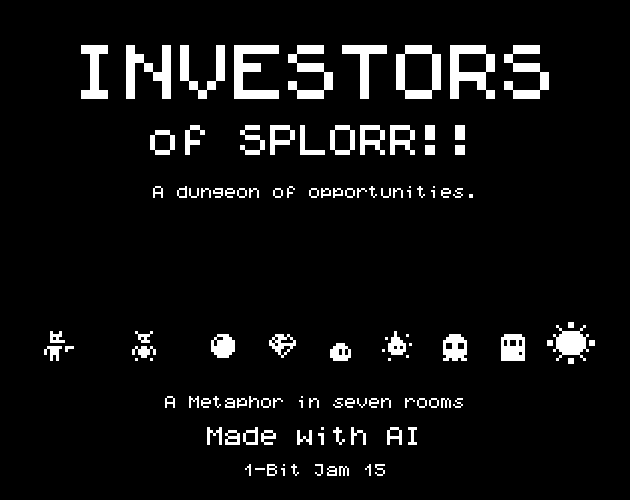 INVESTORS
of SPLORR!!
A dungeon of opportunities.
A Metaphor in seven rooms
Made with AI
1-Bit Jam 15